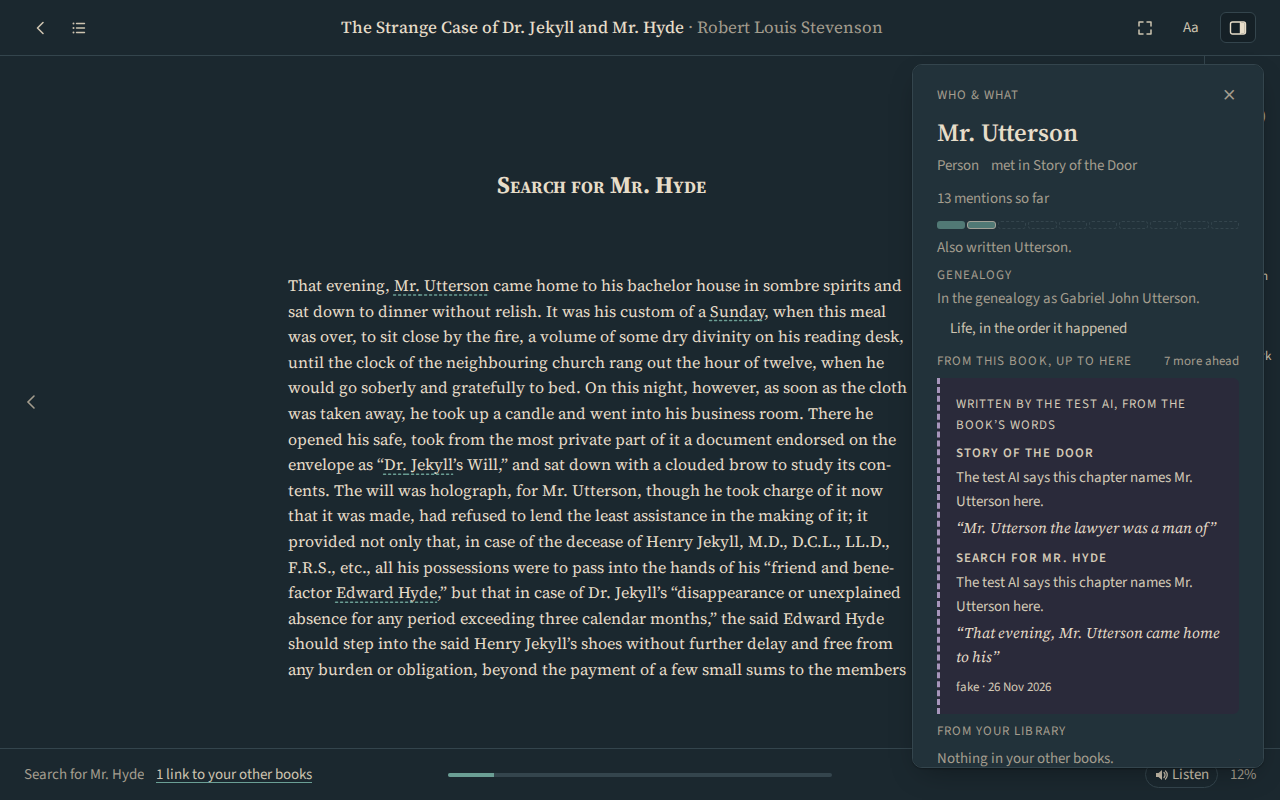 The Strange Case of Dr. Jekyll and Mr. Hyde · Robert Louis Stevenson
Aa
Search for Mr. Hyde
That evening, Mr. Utterson came home to his bachelor house in sombre spirits and
sat down to dinner without relish. It was his custom of a Sunday, when this meal
was over, to sit close by the fire, a volume of some dry divinity on his reading desk,
until the clock of the neighbouring church rang out the hour of twelve, when he
would go soberly and gratefully to bed. On this night, however, as soon as the cloth
was taken away, he took up a candle and went into his business room. There he
opened his safe, took from the most private part of it a document endorsed on the
envelope as “Dr. Jekyll’s Will,” and sat down with a clouded brow to study its con-
tents. The will was holograph, for Mr. Utterson, though he took charge of it now
that it was made, had refused to lend the least assistance in the making of it; it
provided not only that, in case of the decease of Henry Jekyll, M.D., D.C.L., LL.D.,
F.R.S., etc., all his possessions were to pass into the hands of his “friend and bene-
factor Edward Hyde,” but that in case of Dr. Jekyll’s “disappearance or unexplained
absence for any period exceeding three calendar months,” the said Edward Hyde
should step into the said Henry Jekyll’s shoes without further delay and free from
any burden or obligation, beyond the payment of a few small sums to the members
WHO & WHAT
Mr. Utterson
Person met in Story of the Door
13 mentions so far
Also written Utterson.
GENEALOGY
In the genealogy as Gabriel John Utterson.
Life, in the order it happened
FROM THIS BOOK, UP TO HERE 7 more ahead
WRITTEN BY THE TEST AI, FROM THE
BOOK’S WORDS
STORY OF THE DOOR
The test AI says this chapter names Mr.
Utterson here.
“Mr. Utterson the lawyer was a man of”
SEARCH FOR MR. HYDE
The test AI says this chapter names Mr.
Utterson here.
“That evening, Mr. Utterson came home
to his”
fake · 26 Nov 2026
FROM YOUR LIBRARY
Nothing in your other books.
Search for Mr. Hyde 1 link to your other books
Listen 12%